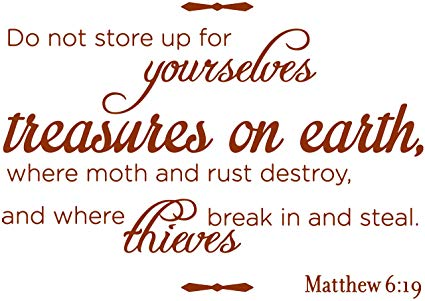 Do not store up for
yourselves
treasures on earth,
where moth and rust destroy,
and where thieves break in and steal.
Matthew 6:19